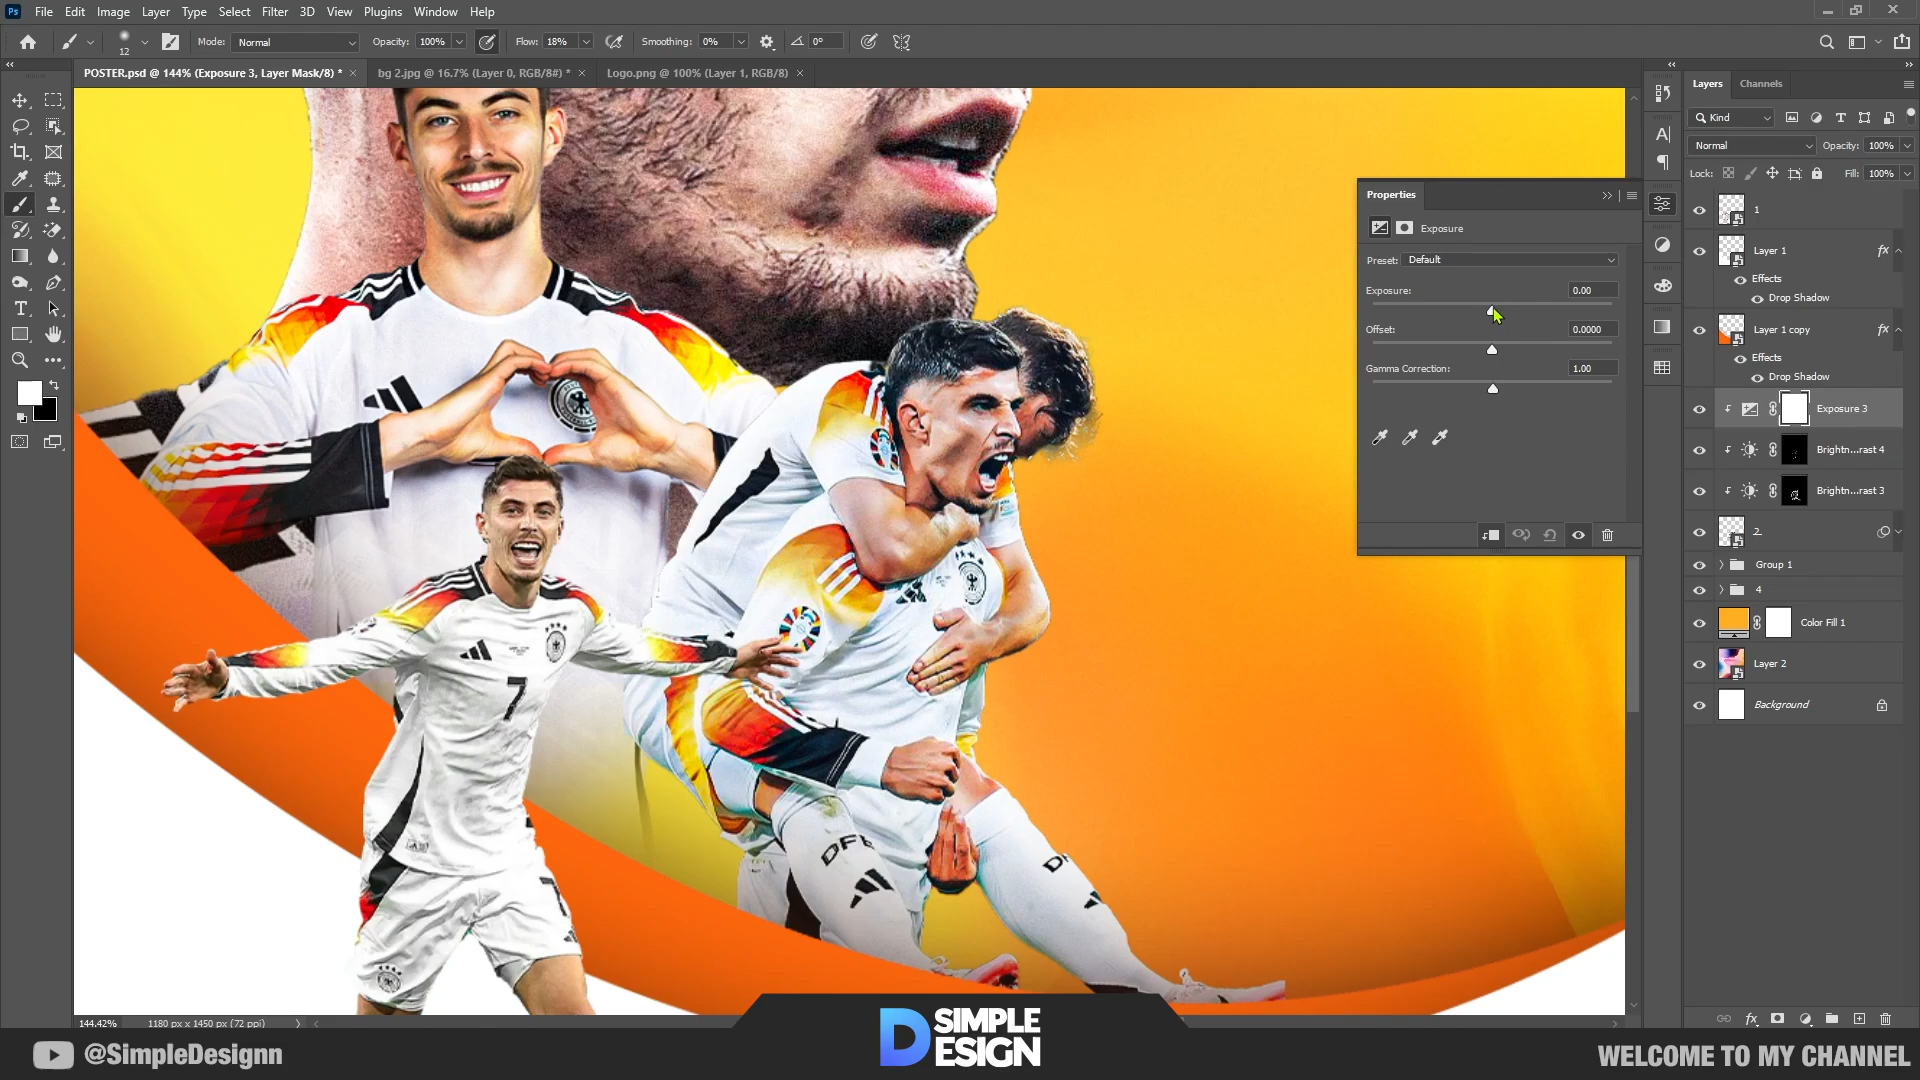 Ps File Edit Image Layer Type Select Filter 3D View Plugins Window Help
12 Mode: Normal Opacity: 100% Flow: 18% Smoothing: 0% 0°
POSTER.psd @ 144% (Exposure 3, Layer Mask/8) * × bg 2.jpg @ 16.7% (Layer 0, RGB/8#) * × Logo.png @ 100% (Layer 1, RGB/8) ×
Layers Channels
Kind
Normal Opacity: 100%
Lock: Fill: 100%
Properties
Exposure
Preset: Default
Exposure: 0.00
Offset: 0.0000
Gamma Correction: 1.00
1
Layer 1 fx
Effects
Drop Shadow
Layer 1 copy fx
Effects
Drop Shadow
Exposure 3
Brightn...rast 4
Brightn...rast 3
2
Group 1
4
Color Fill 1
Layer 2
Background
7
DFB
144.42% 1180 px x 1450 px (72 ppi)
@SimpleDesignn
D SIMPLE
ESIGN
WELCOME TO MY CHANNEL